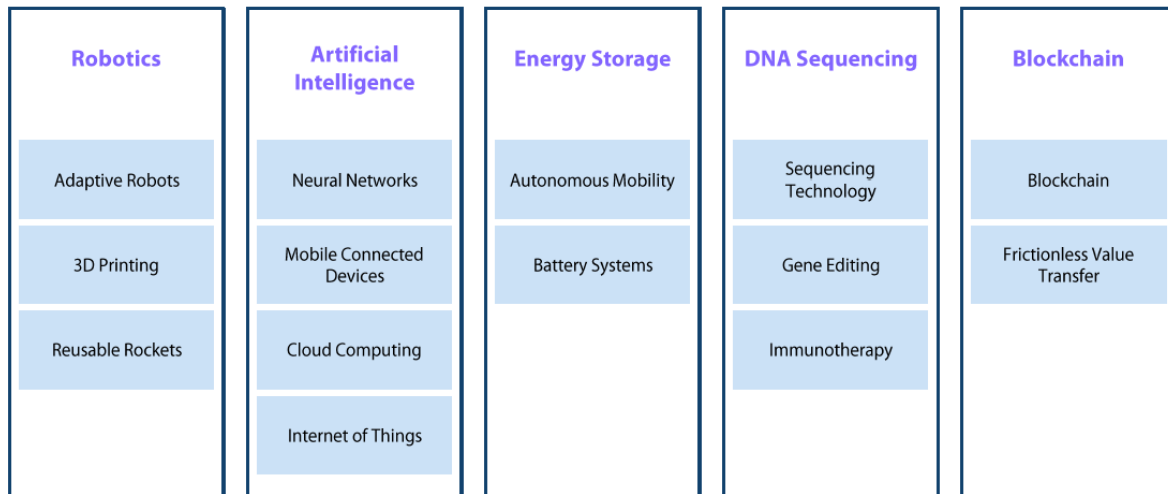 Robotics
Adaptive Robots
3D Printing
Reusable Rockets
Artificial
Intelligence
Neural Networks
Mobile Connected
Devices
Cloud Computing
Internet of Things
Energy Storage
Autonomous Mobility
Battery Systems
DNA Sequencing
Sequencing
Technology
Gene Editing
Immunotherapy
Blockchain
Blockchain
Frictionless Value
Transfer